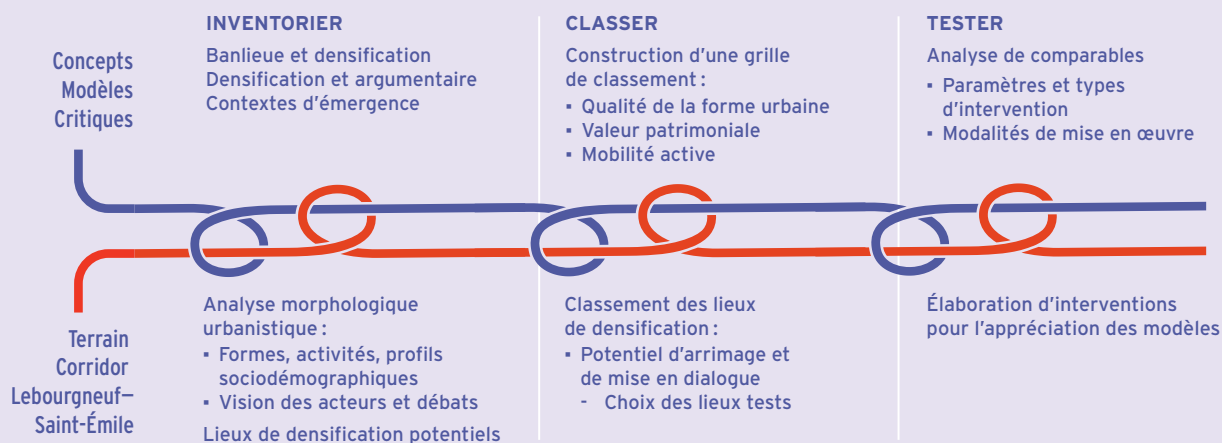 Concepts
Modèles
Critiques
INVENTORIER
Banlieue et densification
Densification et argumentaire
Contextes d'émergence
CLASSER
Construction d'une grille
de classement :
▪ Qualité de la forme urbaine
▪ Valeur patrimoniale
▪ Mobilité active
TESTER
Analyse de comparables
▪ Paramètres et types
d'intervention
▪ Modalités de mise en œuvre
Terrain
Corridor
Lebourgneuf–
Saint-Émile
Analyse morphologique
urbanistique :
▪ Formes, activités, profils
sociodémographiques
▪ Vision des acteurs et débats
Lieux de densification potentiels
Classement des lieux
de densification :
▪ Potentiel d'arrimage et
de mise en dialogue
- Choix des lieux tests
Élaboration d'interventions
pour l'appréciation des modèles